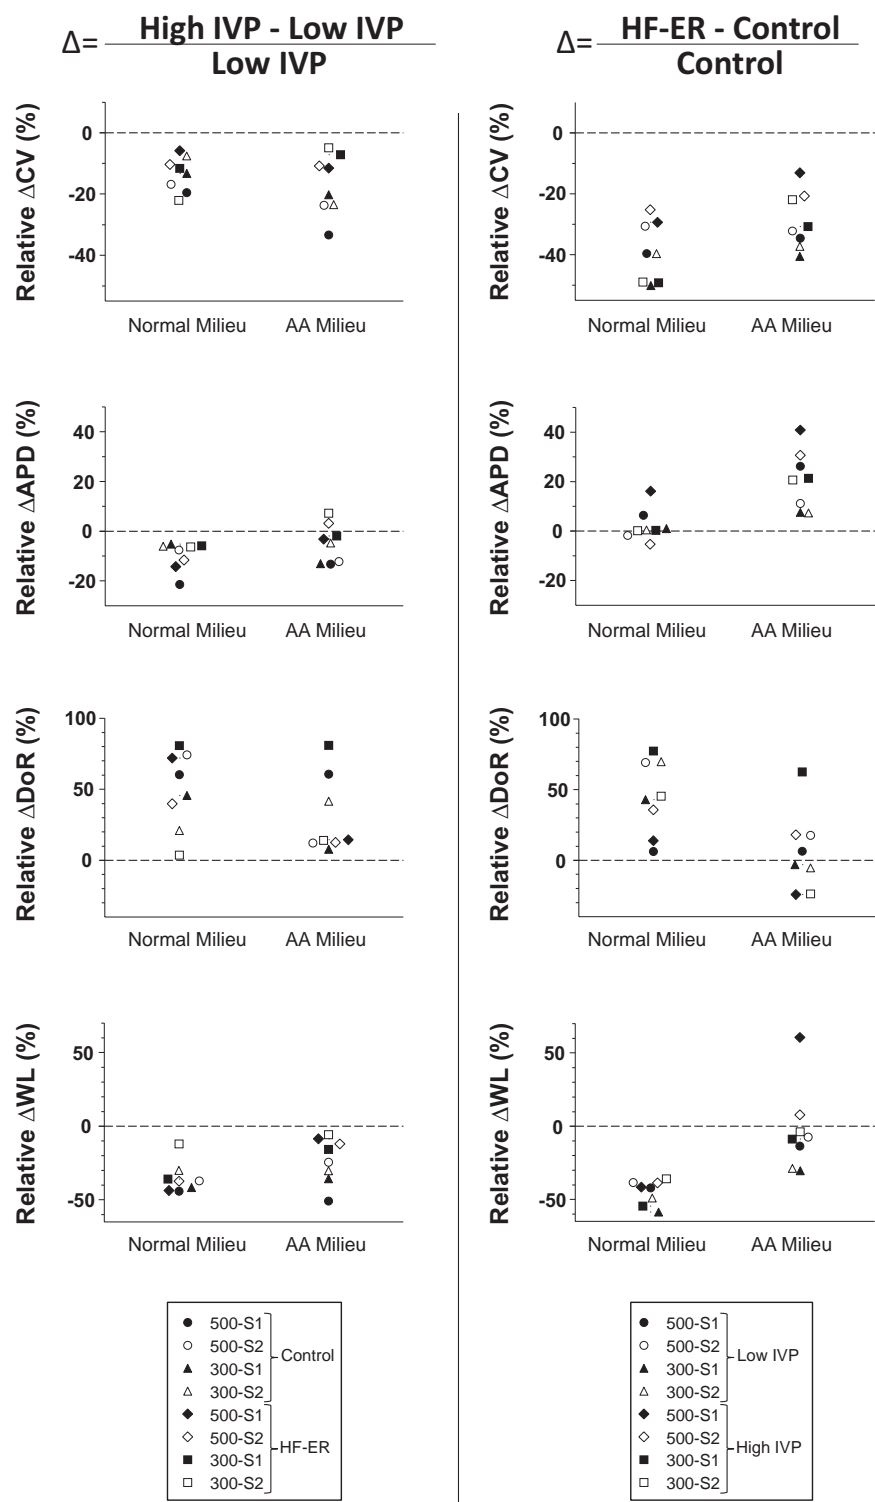 Δ= High IVP - Low IVP
Low IVP
Δ= HF-ER - Control
Control
Relative ΔCV (%)
0
-20
-40
Normal Milieu AA Milieu
Relative ΔCV (%)
0
-20
-40
Normal Milieu AA Milieu
Relative ΔAPD (%)
40
20
0
-20
Normal Milieu AA Milieu
Relative ΔAPD (%)
40
20
0
-20
Normal Milieu AA Milieu
Relative ΔDoR (%)
100
50
0
Normal Milieu AA Milieu
Relative ΔDoR (%)
100
50
0
Normal Milieu AA Milieu
Relative ΔWL (%)
50
0
-50
Normal Milieu AA Milieu
Relative ΔWL (%)
50
0
-50
Normal Milieu AA Milieu
500-S1
500-S2
300-S1
300-S2
Control
500-S1
500-S2
300-S1
300-S2
HF-ER
500-S1
500-S2
300-S1
300-S2
Low IVP
500-S1
500-S2
300-S1
300-S2
High IVP